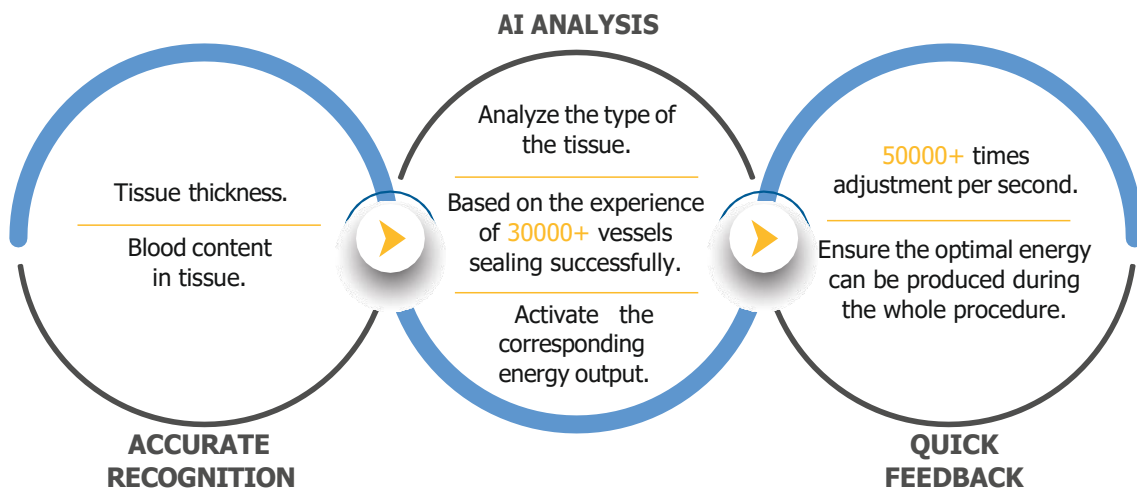 AI ANALYSIS
Tissue thickness.
Blood content
in tissue.
ACCURATE
RECOGNITION
Analyze the type of
the tissue.
Based on the experience
of 30000+ vessels
sealing successfully.
Activate the
corresponding
energy output.
50000+ times
adjustment per second.
Ensure the optimal energy
can be produced during
the whole procedure.
QUICK
FEEDBACK